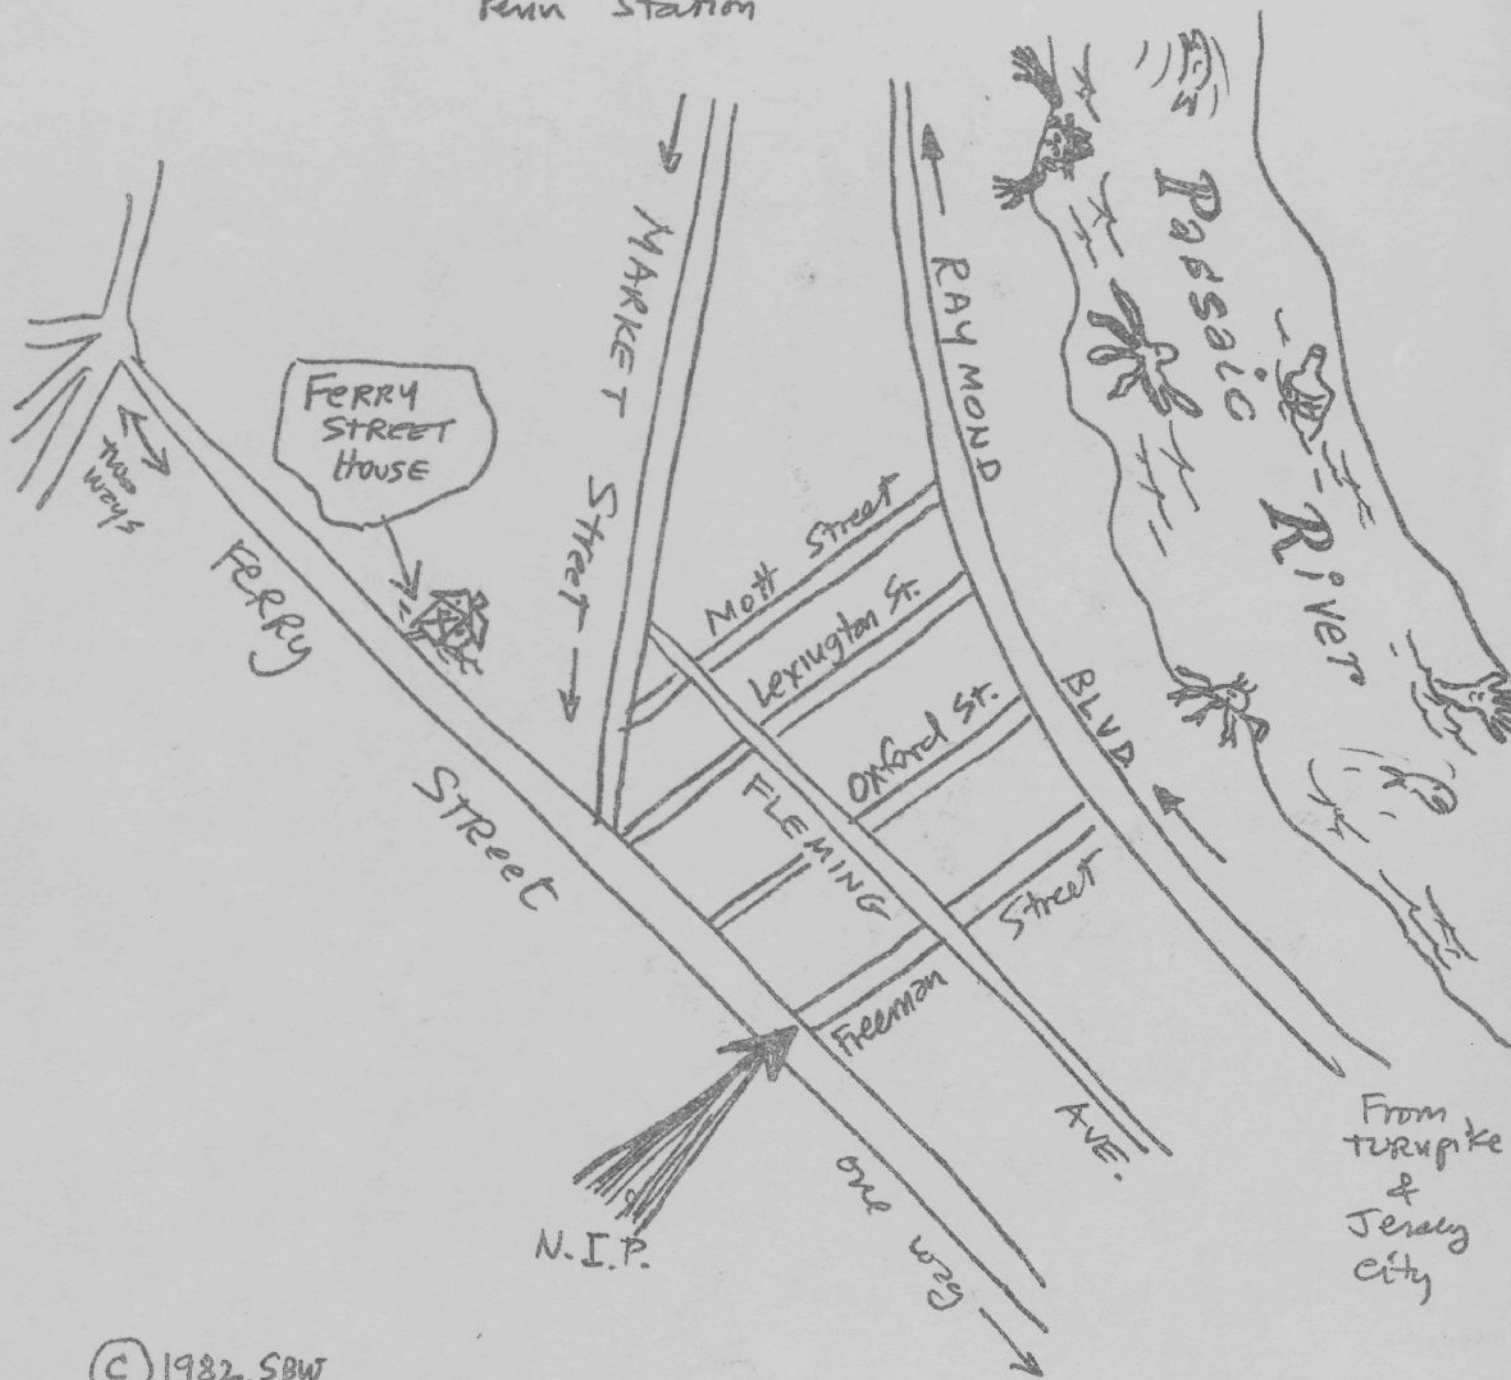 Penn Station
MARKET Street
RAYMOND BLVD.
Passaic River
FERRY
STREET
HOUSE
two
ways
FERRY STREET
Mott Street
Lexington St.
Oxford St.
FLEMING AVE.
Freeman Street
N.I.P.
one way
From
TURNPIKE
&
Jersey
City
© 1982 SBW